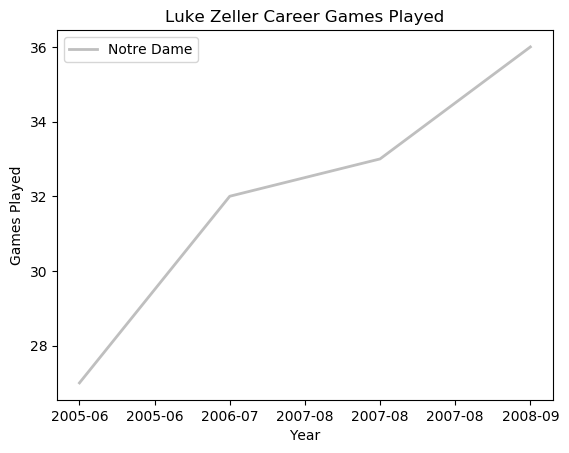 Luke Zeller Career Games Played
Notre Dame
36
34
32
30
28
Games Played
2005-06 2005-06 2006-07 2007-08 2007-08 2007-08 2008-09
Year